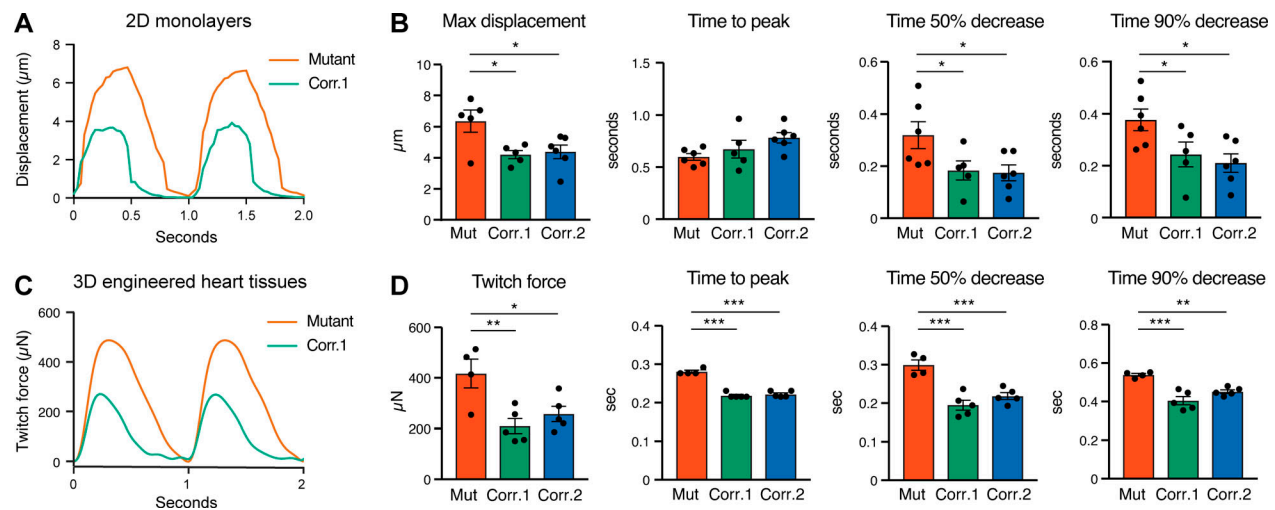 A
2D monolayers
Displacement (µm)
8
6
4
2
0
0
0.5
1.0
1.5
2.0
Seconds
Mutant
Corr.1
B
Max displacement
µm
10
8
6
4
2
0
*
*
Mut Corr.1 Corr.2
Time to peak
seconds
1.5
1.0
0.5
0.0
Mut Corr.1 Corr.2
Time 50% decrease
seconds
0.6
0.4
0.2
0
*
*
Mut Corr.1 Corr.2
Time 90% decrease
seconds
0.6
0.4
0.2
0
*
*
Mut Corr.1 Corr.2
C
3D engineered heart tissues
Twitch force (µN)
600
400
200
0
0
1
2
Seconds
Mutant
Corr.1
D
Twitch force
µN
600
400
200
0
*
**
Mut Corr.1 Corr.2
Time to peak
sec
0.4
0.3
0.2
0.1
0
***
***
Mut Corr.1 Corr.2
Time 50% decrease
sec
0.4
0.3
0.2
0.1
0
***
***
Mut Corr.1 Corr.2
Time 90% decrease
sec
0.8
0.6
0.4
0.2
0
**
***
Mut Corr.1 Corr.2